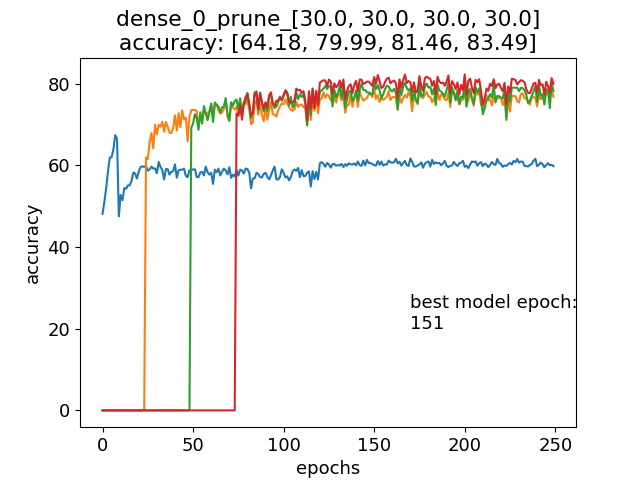 dense_0_prune_[30.0, 30.0, 30.0, 30.0]
accuracy: [64.18, 79.99, 81.46, 83.49]
80
60
40
20
0
accuracy
best model epoch:
151
0 50 100 150 200 250
epochs